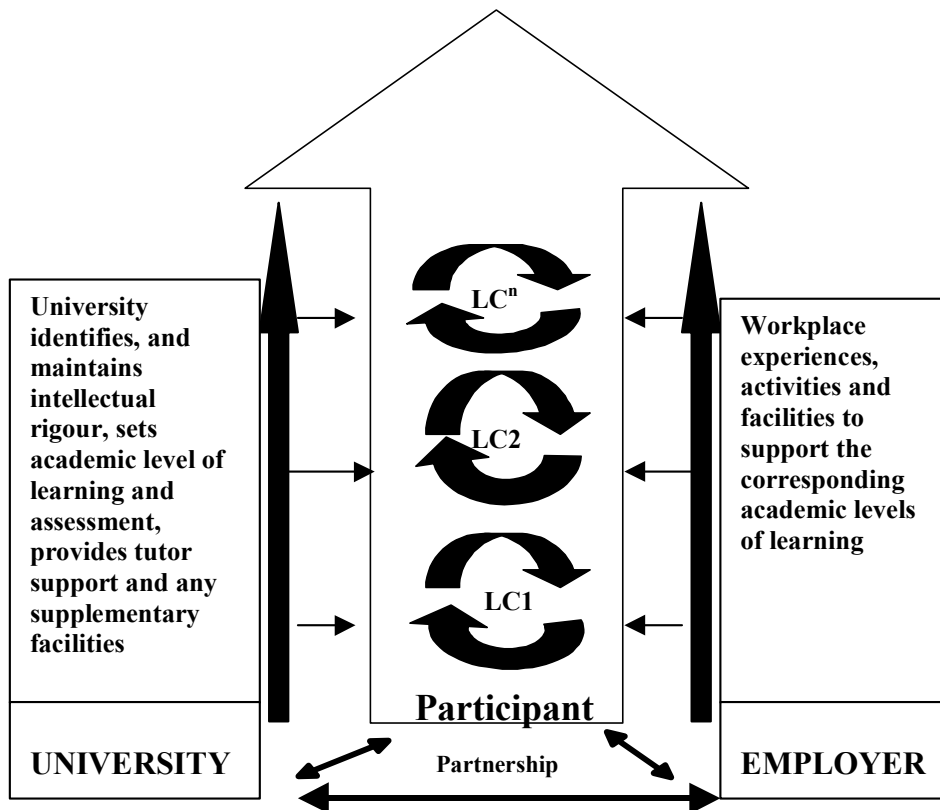 LCⁿ
LC2
LC1
Participant
University
identifies, and
maintains
intellectual
rigour, sets
academic level of
learning and
assessment,
provides tutor
support and any
supplementary
facilities
UNIVERSITY
Partnership
Workplace
experiences,
activities and
facilities to
support the
corresponding
academic levels
of learning
EMPLOYER